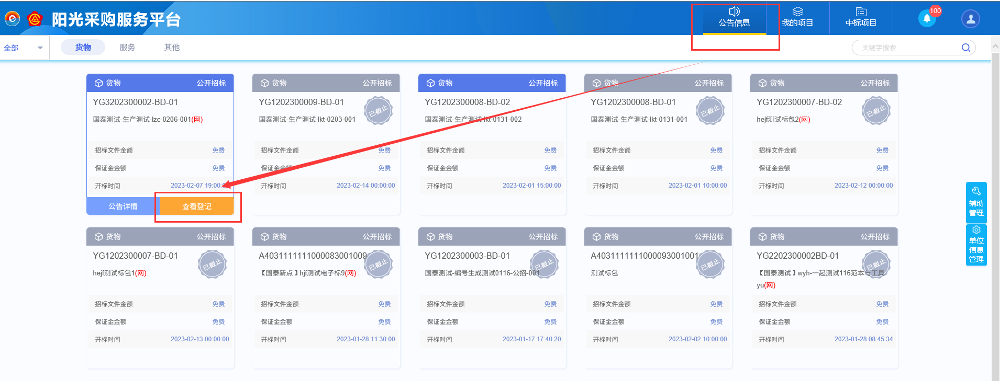 阳光采购服务平台
公告信息
我的项目
中标项目
100
全部
货物
服务
其他
关键字搜索
货物 公开招标
YG3202300002-BD-01
国泰测试-生产测试-lzc-0206-001(网)
招标文件金额 免费
保证金金额 免费
开标时间 2023-02-07 19:00:
公告详情 查看登记
货物 公开招标
YG1202300009-BD-01
已截止
国泰测试-生产测试-lkt-0203-001
招标文件金额 免费
保证金金额 免费
开标时间 2023-02-14 00:00:00
货物 公开招标
YG1202300008-BD-02
国泰测试-生产测试-lkt-0131-002
招标文件金额 免费
保证金金额 免费
开标时间 2023-02-01 15:00:00
货物 公开招标
YG1202300008-BD-01
已截止
国泰测试-生产测试-lkt-0131-001
招标文件金额 免费
保证金金额 免费
开标时间 2023-02-01 10:00:00
货物 公开招标
YG1202300007-BD-02
已截止
hejf测试标包2(网)
招标文件金额 免费
保证金金额 免费
开标时间 2023-02-12 00:00:00
货物 公开招标
YG1202300007-BD-01
已截止
hejf测试标包1(网)
招标文件金额 免费
保证金金额 免费
开标时间 2023-02-13 00:00:00
货物 公开招标
A4031111111000083001009
已截止
【国泰新点】hjf测试电子标9(网)
招标文件金额 免费
保证金金额 免费
开标时间 2023-01-28 11:30:00
货物 公开招标
YG1202300003-BD-01
已截止
国泰测试-编号生成测试0116-公招-001
招标文件金额 免费
保证金金额 免费
开标时间 2023-01-17 17:40:20
货物 公开招标
A4031111111000093001001
已截止
测试标包
招标文件金额 免费
保证金金额 免费
开标时间 2023-02-02 10:00:00
货物 公开招标
YG2202300002BD-01
已截止
【国泰测试】wyh-一起测试116范本与工具
yu(网)
招标文件金额 免费
保证金金额 免费
开标时间 2023-01-28 08:45:34
辅助
管理
单位
信息
管理